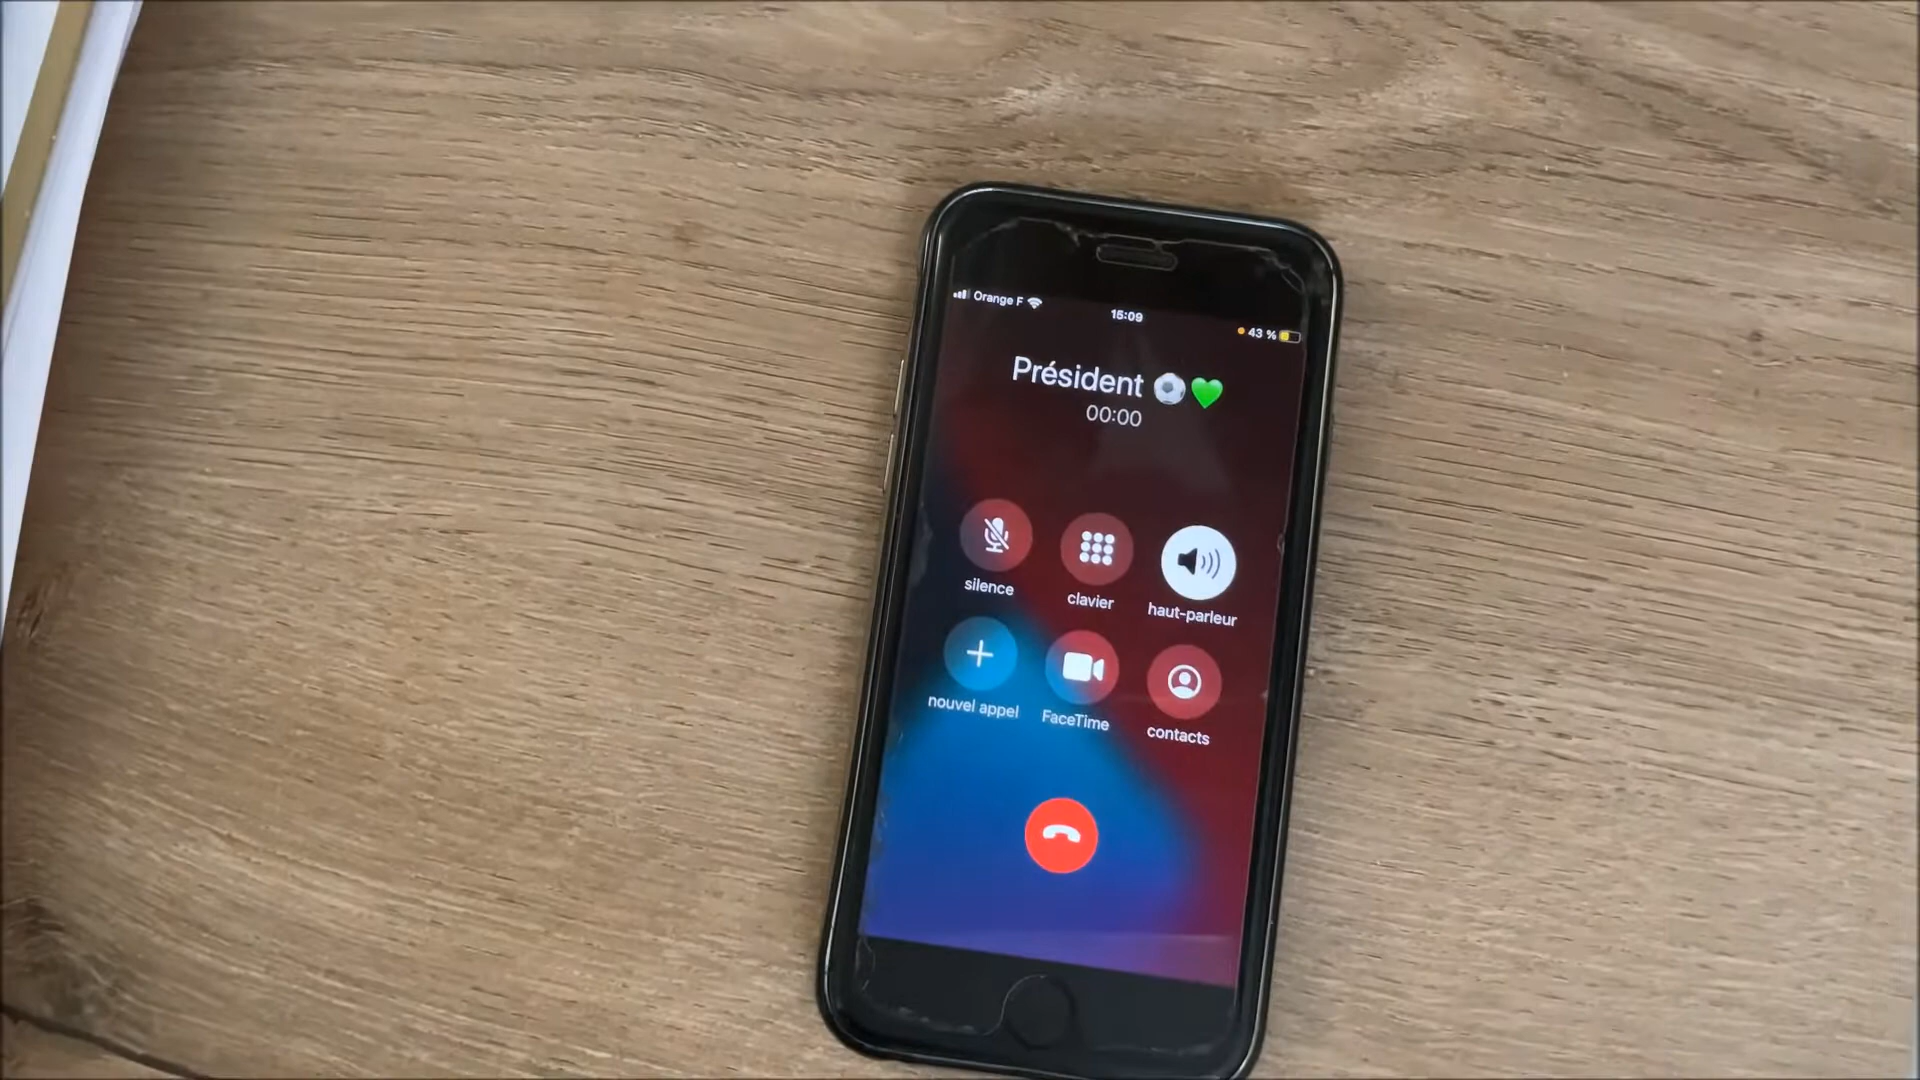 Orange F
15:09
43 %
Président ⚽💚
00:00
silence
clavier
haut-parleur
nouvel appel
FaceTime
contacts